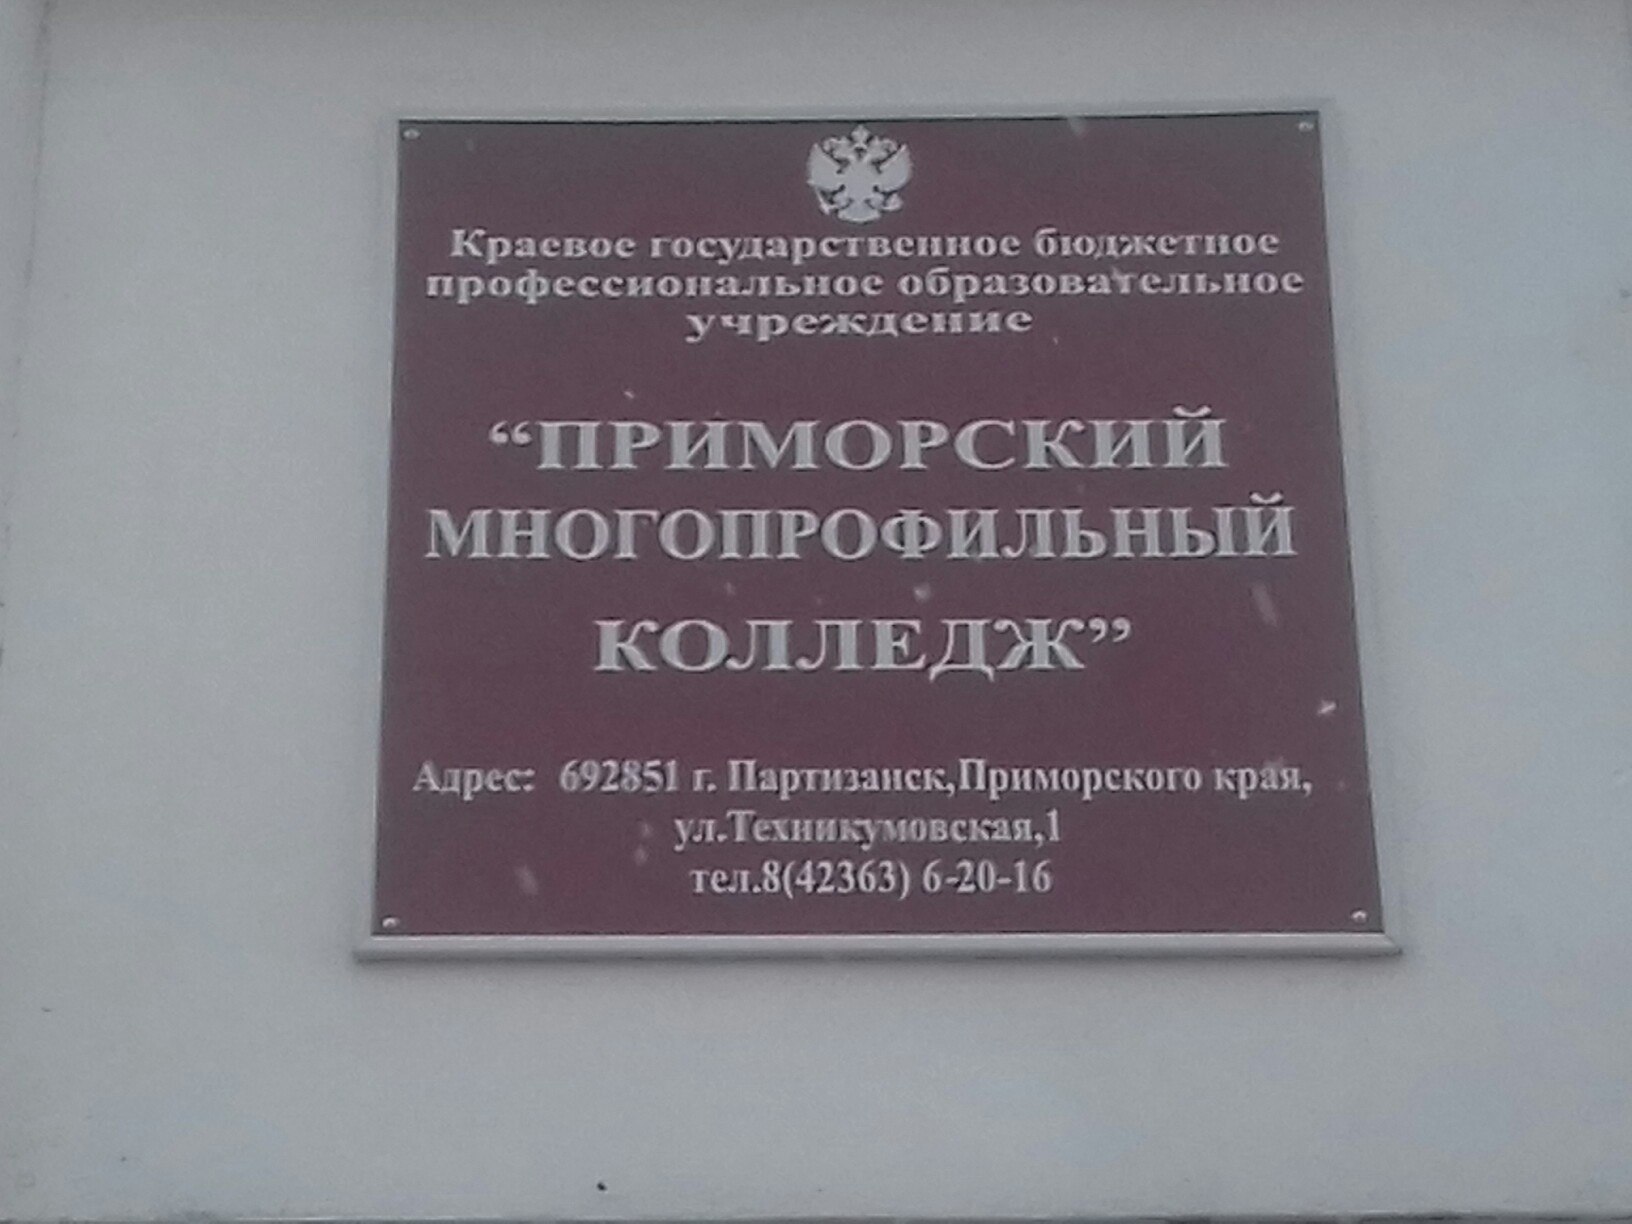 Краевое государственное бюджетное
профессиональное образовательное
учреждение
“ПРИМОРСКИЙ
МНОГОПРОФИЛЬНЫЙ
КОЛЛЕДЖ”
Адрес: 692851 г. Партизанск,Приморского края,
ул.Техникумовская,1
тел.8(42363) 6-20-16